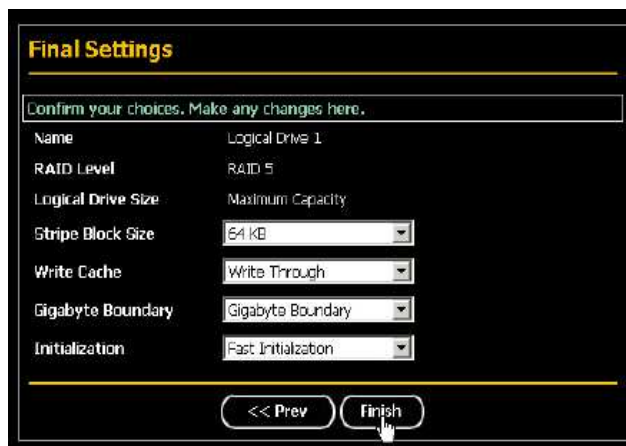 Final Settings
Confirm your choices. Make any changes here.
Name Logical Drive 1
RAID Level RAID 5
Logical Drive Size Maximum Capacity
Stripe Block Size 64 KB
Write Cache Write Through
Gigabyte Boundary Gigabyte Boundary
Initialization Fast Initialzation
<< Prev Finish